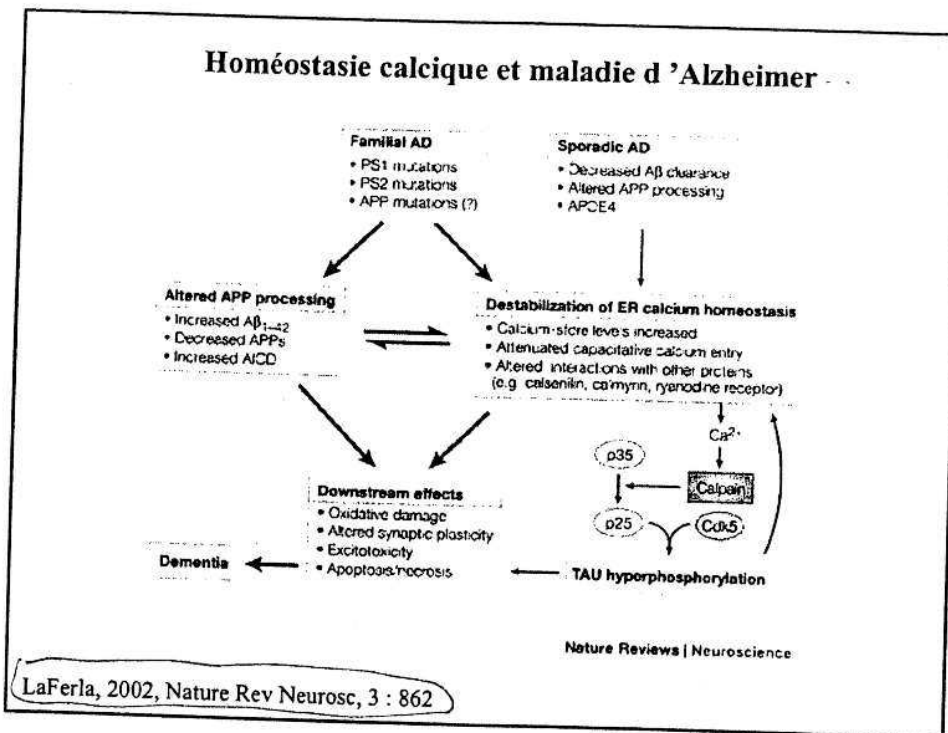 Homéostasie calcique et maladie d ’Alzheimer
Familial AD
• PS1 mutations
• PS2 mutations
• APP mutations (?)
Sporadic AD
• Decreased Aβ clearance
• Altered APP processing
• APOE4
Altered APP processing
• Increased Aβ1–42
• Decreased APPs
• Increased AICD
Destabilization of ER calcium homeostasis
• Calcium-store levels increased
• Attenuated capacitative calcium entry
• Altered interactions with other proteins
(e.g. calsenilin, calmyrin, ryanodine receptor)
Ca2+
p35
Calpain
p25
Cdk5
Downstream effects
• Oxidative damage
• Altered synaptic plasticity
• Excitotoxicity
• Apoptosis/necrosis
Dementia
TAU hyperphosphorylation
Nature Reviews | Neuroscience
LaFerla, 2002, Nature Rev Neurosc, 3 : 862